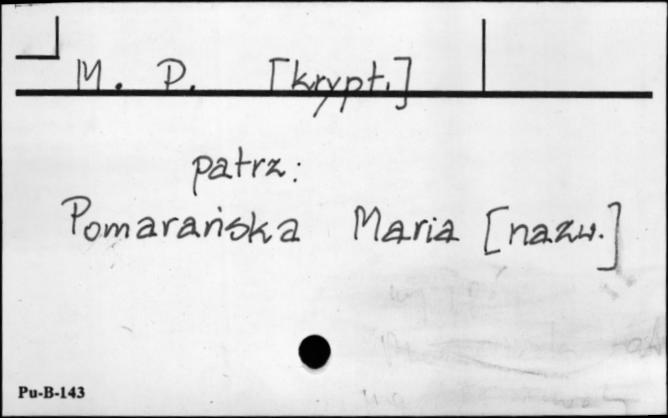 M. P. [krypt.]
patrz:
Pomarańska Maria [nazw.]
Pu-B-143